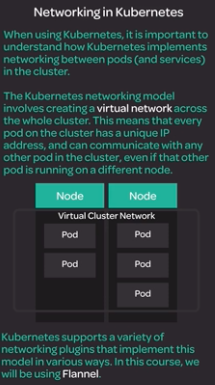 Networking in Kubernetes
When using Kubernetes, it is important to
understand how Kubernetes implements
networking between pods (and services)
in the cluster.
The Kubernetes networking model
involves creating a virtual network across
the whole cluster. This means that every
pod on the cluster has a unique IP
address, and can communicate with any
other pod in the cluster, even if that other
pod is running on a different node.
Node Node
Virtual Cluster Network
Pod Pod
Pod Pod
Pod
Kubernetes supports a variety of
networking plugins that implement this
model in various ways. In this course, we
will be using Flannel.